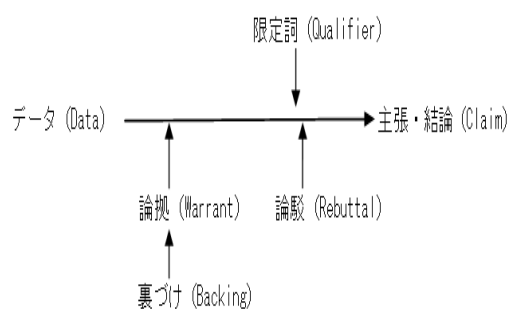 限定詞 (Qualifier)
データ (Data)
主張・結論 (Claim)
論拠 (Warrant)
論駁 (Rebuttal)
裏づけ (Backing)